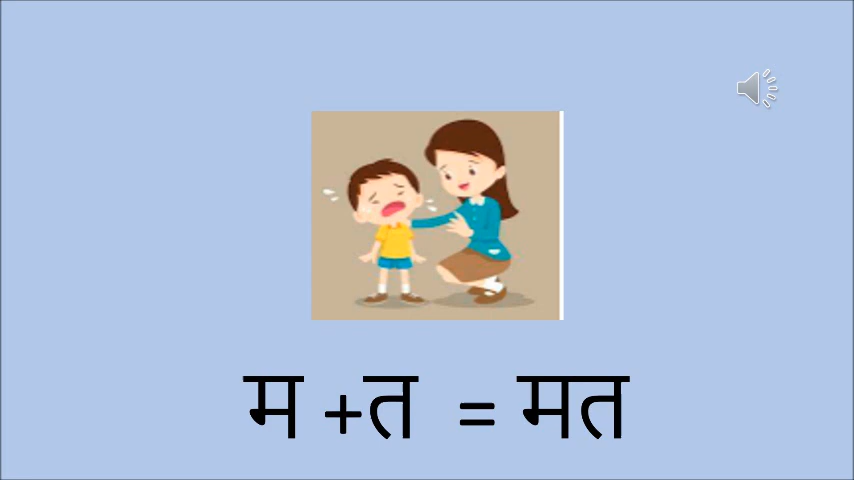 म +त = मत